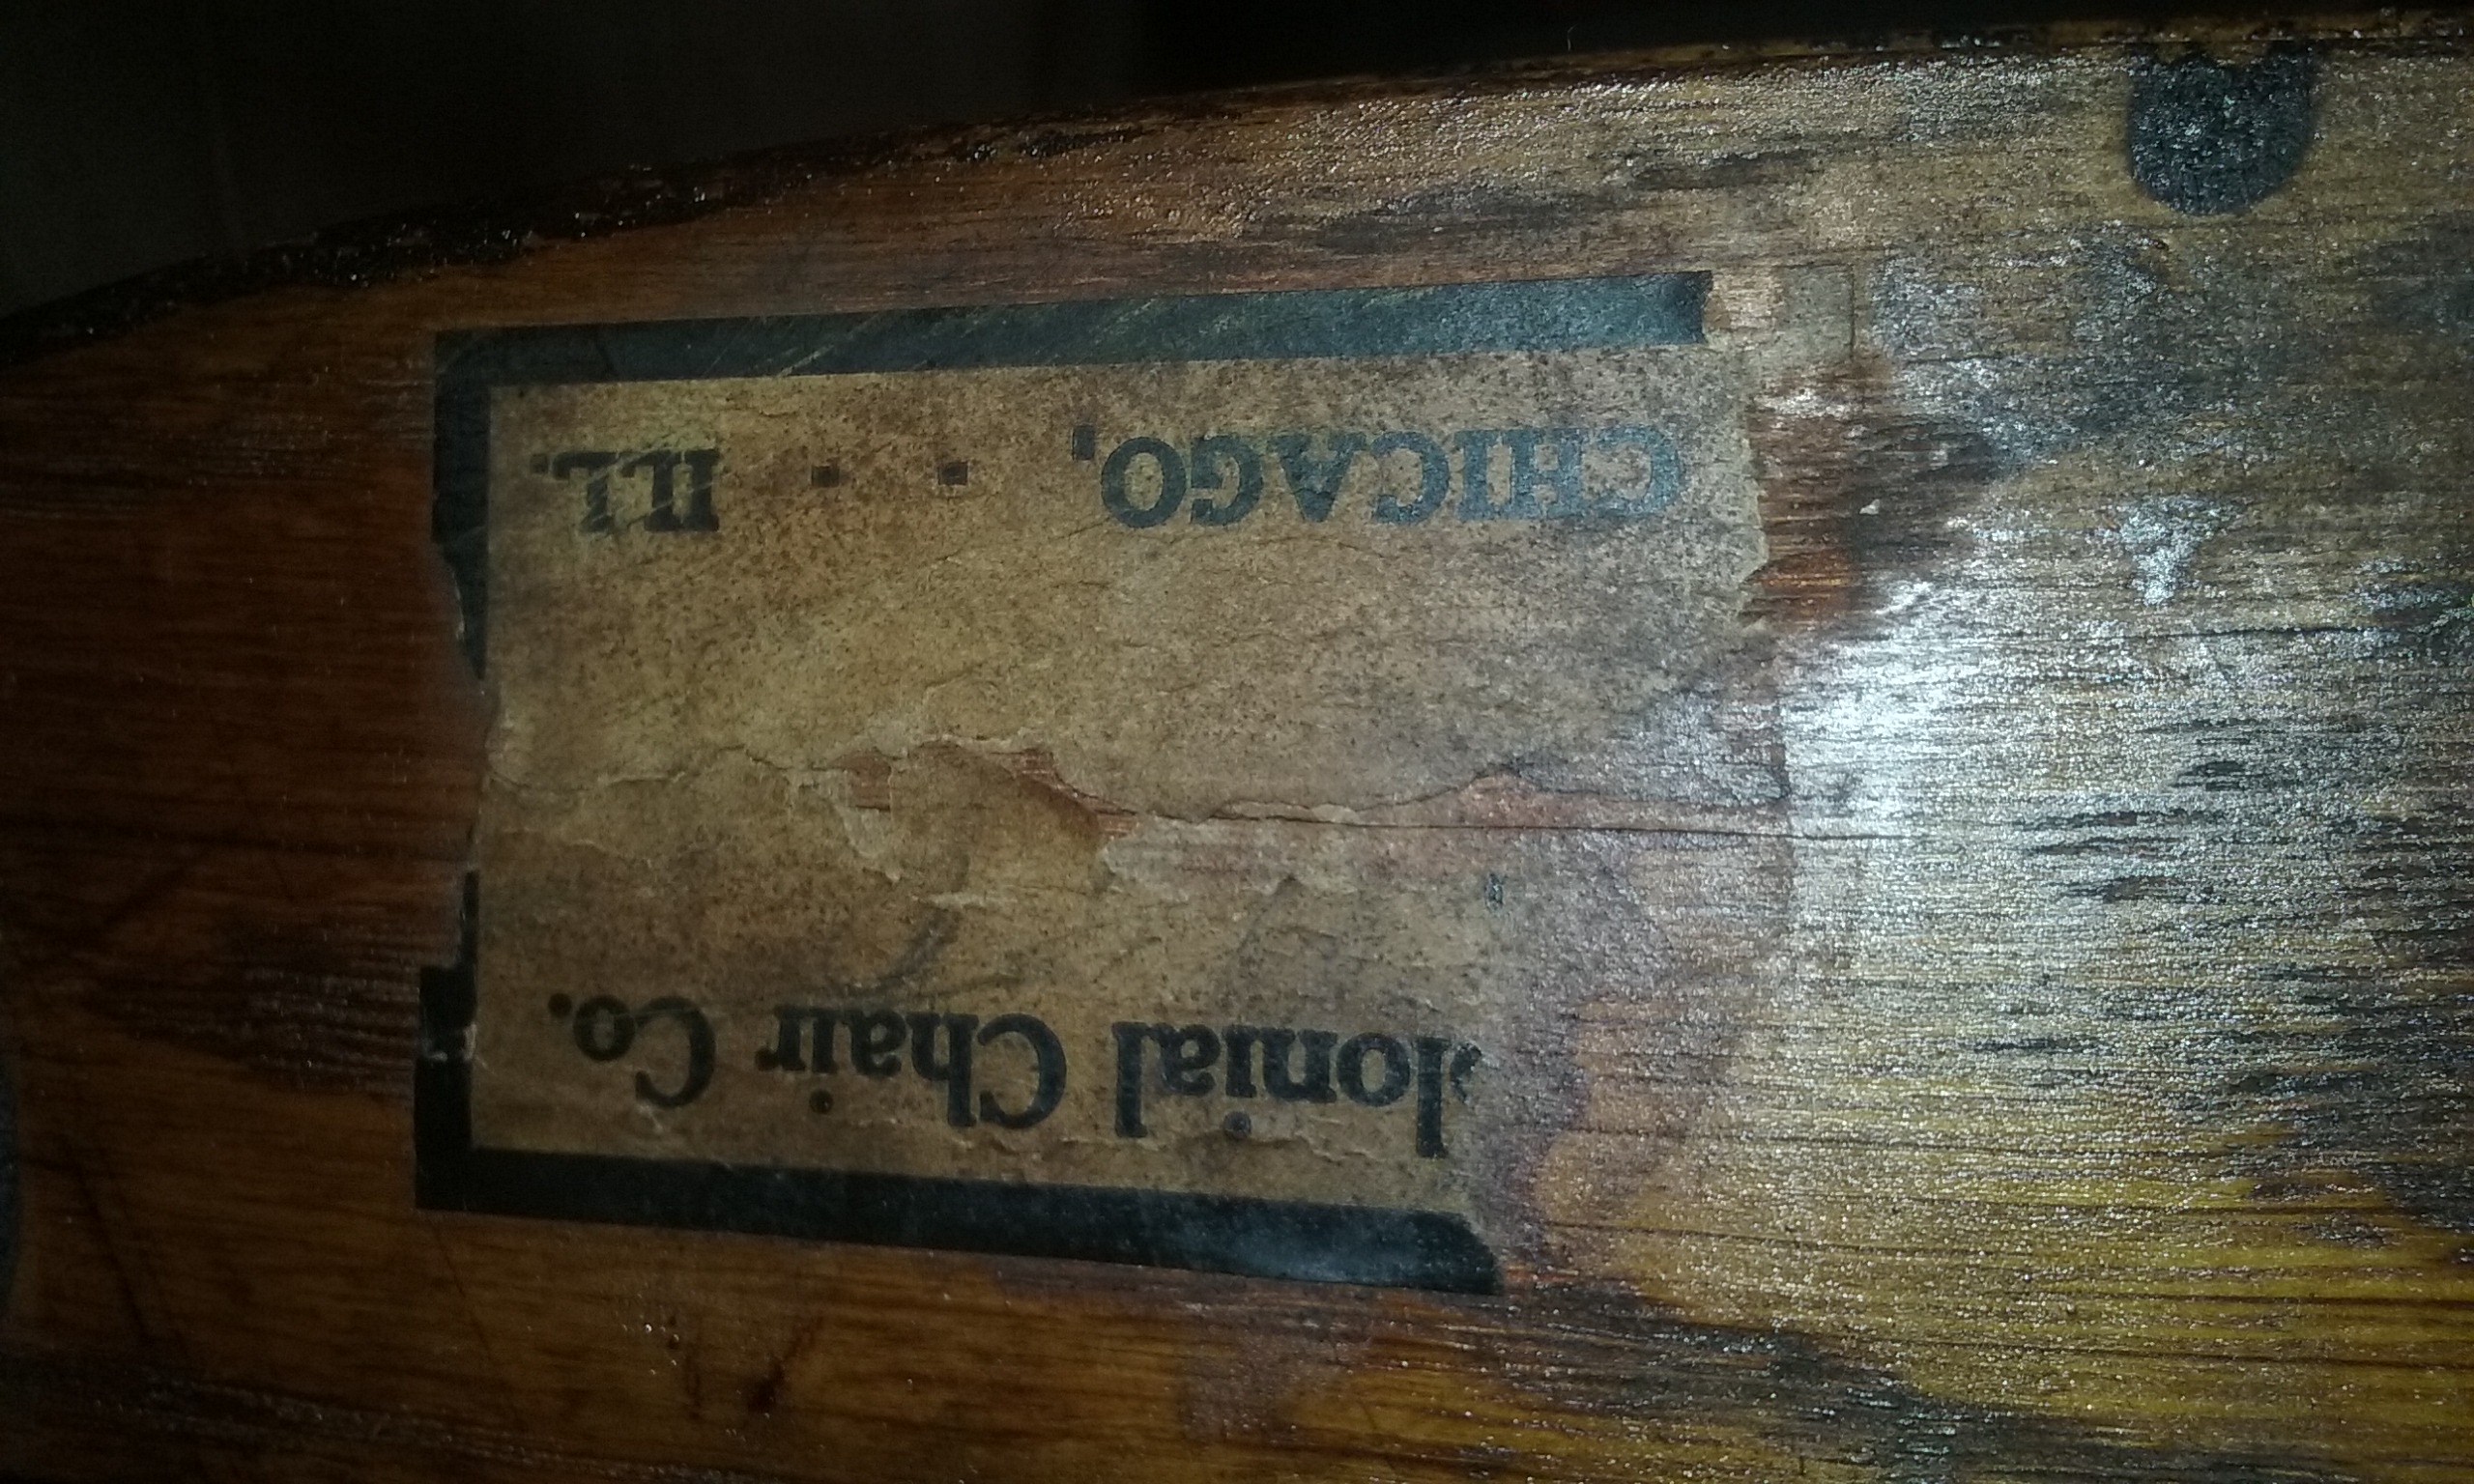 lonial Chair Co.
CHICAGO, . . ILL.